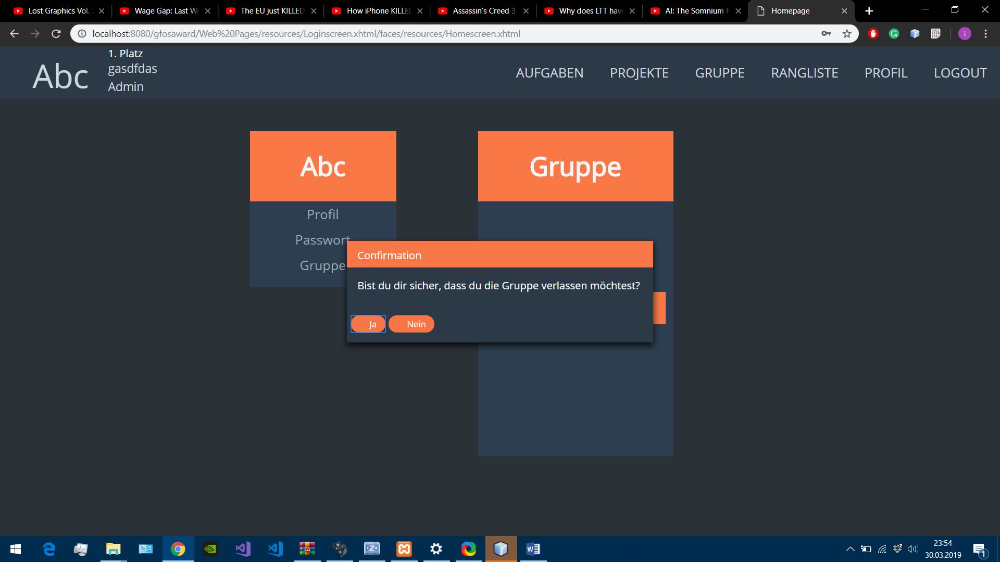 Lost Graphics Vol.
Wage Gap: Last We
The EU just KILLED
How iPhone KILLE
Assassin's Creed 3
Why does LTT have
AI: The Somnium F
Homepage
localhost:8080/gfosaward/Web%20Pages/resources/Loginscreen.xhtml/faces/resources/Homescreen.xhtml
Abc
1. Platz
gasdfdas
Admin
AUFGABEN
PROJEKTE
GRUPPE
RANGLISTE
PROFIL
LOGOUT
Abc
Profil
Passwort
Gruppe
Gruppe
Confirmation
Bist du dir sicher, dass du die Gruppe verlassen möchtest?
Ja
Nein
23:54
30.03.2019
1